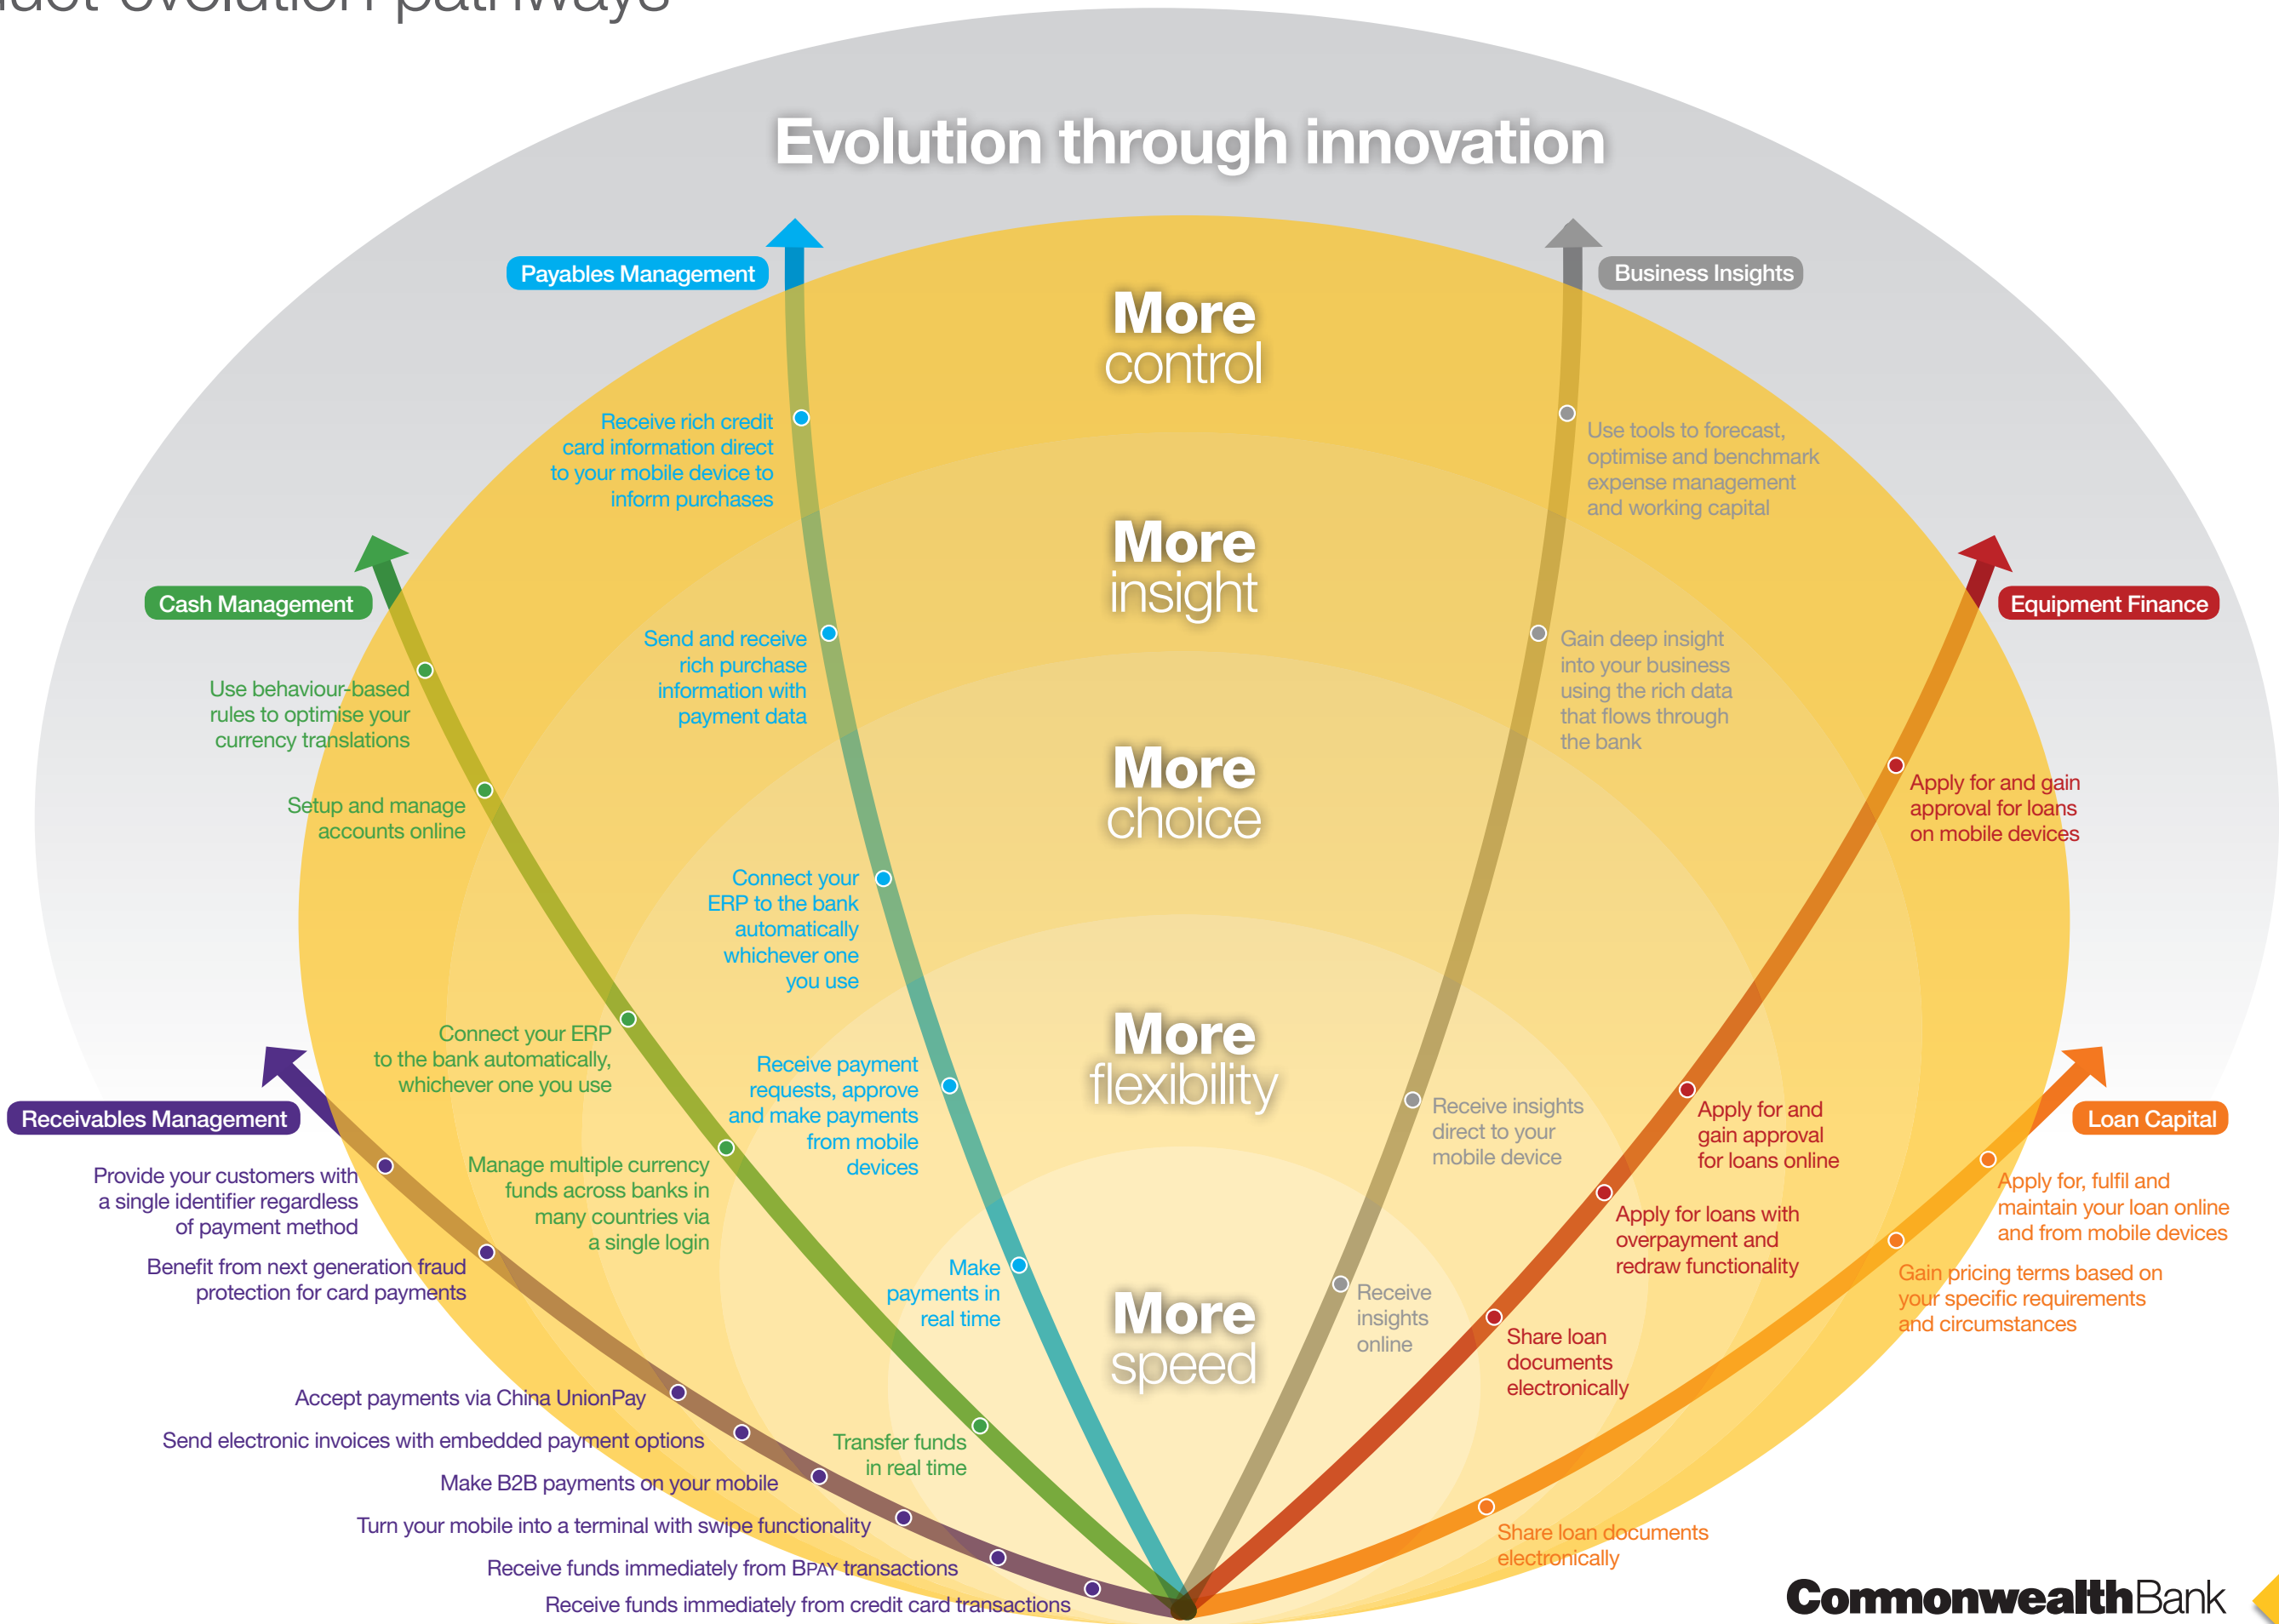 evolution pathways
Evolution through innovation
Payables Management
Business Insights
More
control
Receive rich credit
card information direct
to your mobile device to
inform purchases
Use tools to forecast,
optimise and benchmark
expense management
and working capital
More
insight
Cash Management
Equipment Finance
Send and receive
rich purchase
information with
payment data
Gain deep insight
into your business
using the rich data
that flows through
the bank
Use behaviour-based
rules to optimise your
currency translations
More
choice
Setup and manage
accounts online
Apply for and gain
approval for loans
on mobile devices
Connect your
ERP to the bank
automatically
whichever one
you use
Connect your ERP
to the bank automatically,
whichever one you use
More
flexibility
Receive payment
requests, approve
and make payments
from mobile
devices
Receive insights
direct to your
mobile device
Apply for and
gain approval
for loans online
Receivables Management
Loan Capital
Provide your customers with
a single identifier regardless
of payment method
Manage multiple currency
funds across banks in
many countries via
a single login
Apply for loans with
overpayment and
redraw functionality
Apply for, fulfil and
maintain your loan online
and from mobile devices
Benefit from next generation fraud
protection for card payments
Make
payments in
real time
More
speed
Receive
insights
online
Share loan
documents
electronically
Gain pricing terms based on
your specific requirements
and circumstances
Accept payments via China UnionPay
Send electronic invoices with embedded payment options
Transfer funds
in real time
Make B2B payments on your mobile
Turn your mobile into a terminal with swipe functionality
Share loan documents
electronically
Receive funds immediately from BPAY transactions
Receive funds immediately from credit card transactions
CommonwealthBank